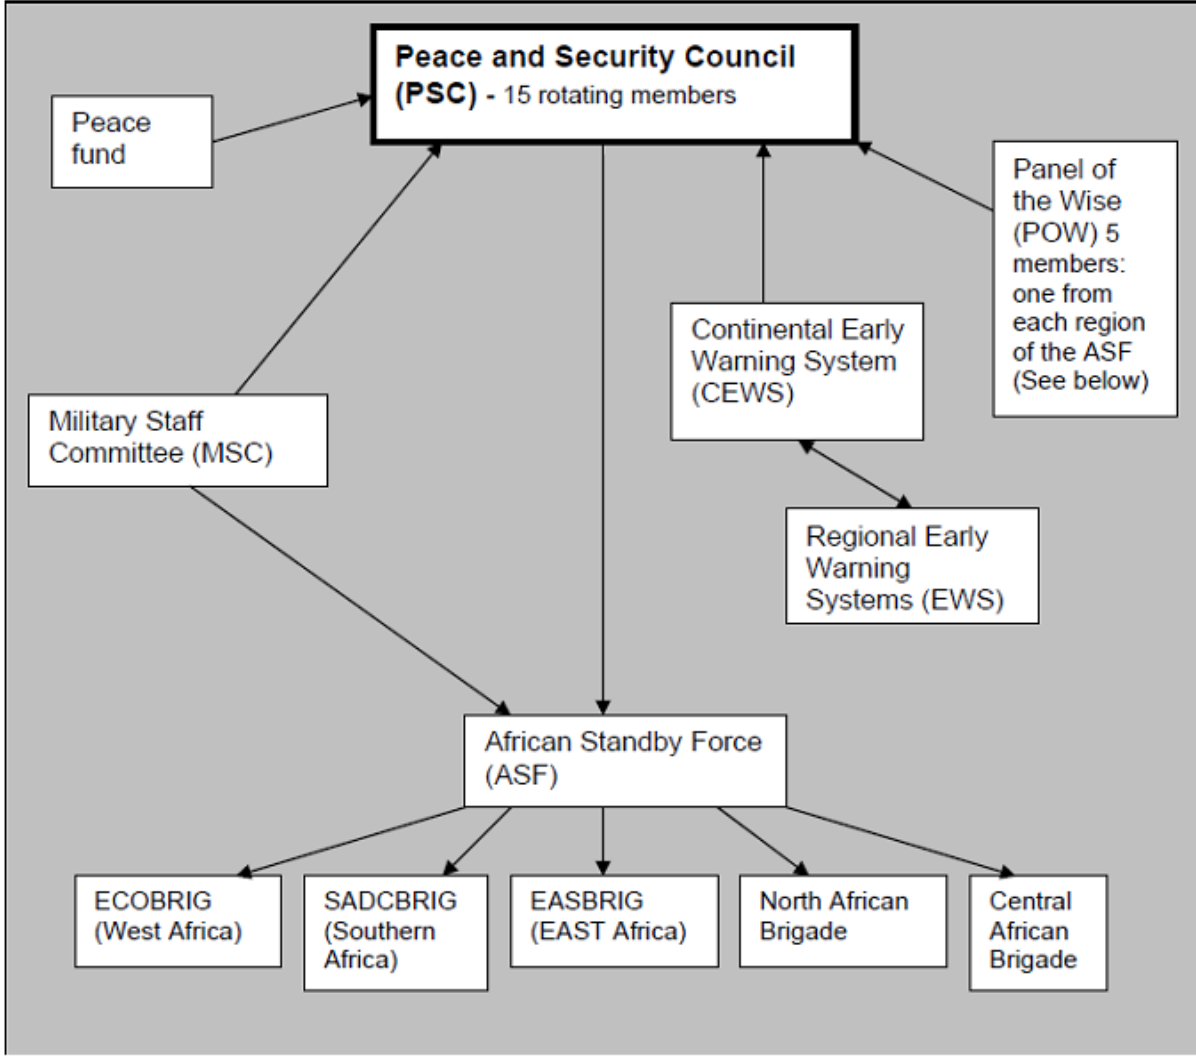 Peace and Security Council
(PSC) - 15 rotating members
Peace
fund
Panel of
the Wise
(POW) 5
members:
one from
each region
of the ASF
(See below)
Continental Early
Warning System
(CEWS)
Military Staff
Committee (MSC)
Regional Early
Warning
Systems (EWS)
African Standby Force
(ASF)
ECOBRIG
(West Africa)
SADCBRIG
(Southern
Africa)
EASBRIG
(EAST Africa)
North African
Brigade
Central
African
Brigade